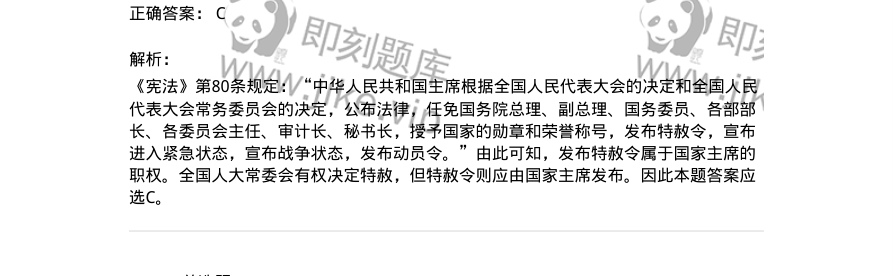 正确答案： C
解析：
《宪法》第80条规定：“中华人民共和国主席根据全国人民代表大会的决定和全国人民
代表大会常务委员会的决定，公布法律，任免国务院总理、副总理、国务委员、各部部
长、各委员会主任、审计长、秘书长，授予国家的勋章和荣誉称号，发布特赦令，宣布
进入紧急状态，宣布战争状态，发布动员令。”由此可知，发布特赦令属于国家主席的
职权。全国人大常委会有权决定特赦，但特赦令则应由国家主席发布。因此本题答案应
选C。
即刻题库
即刻